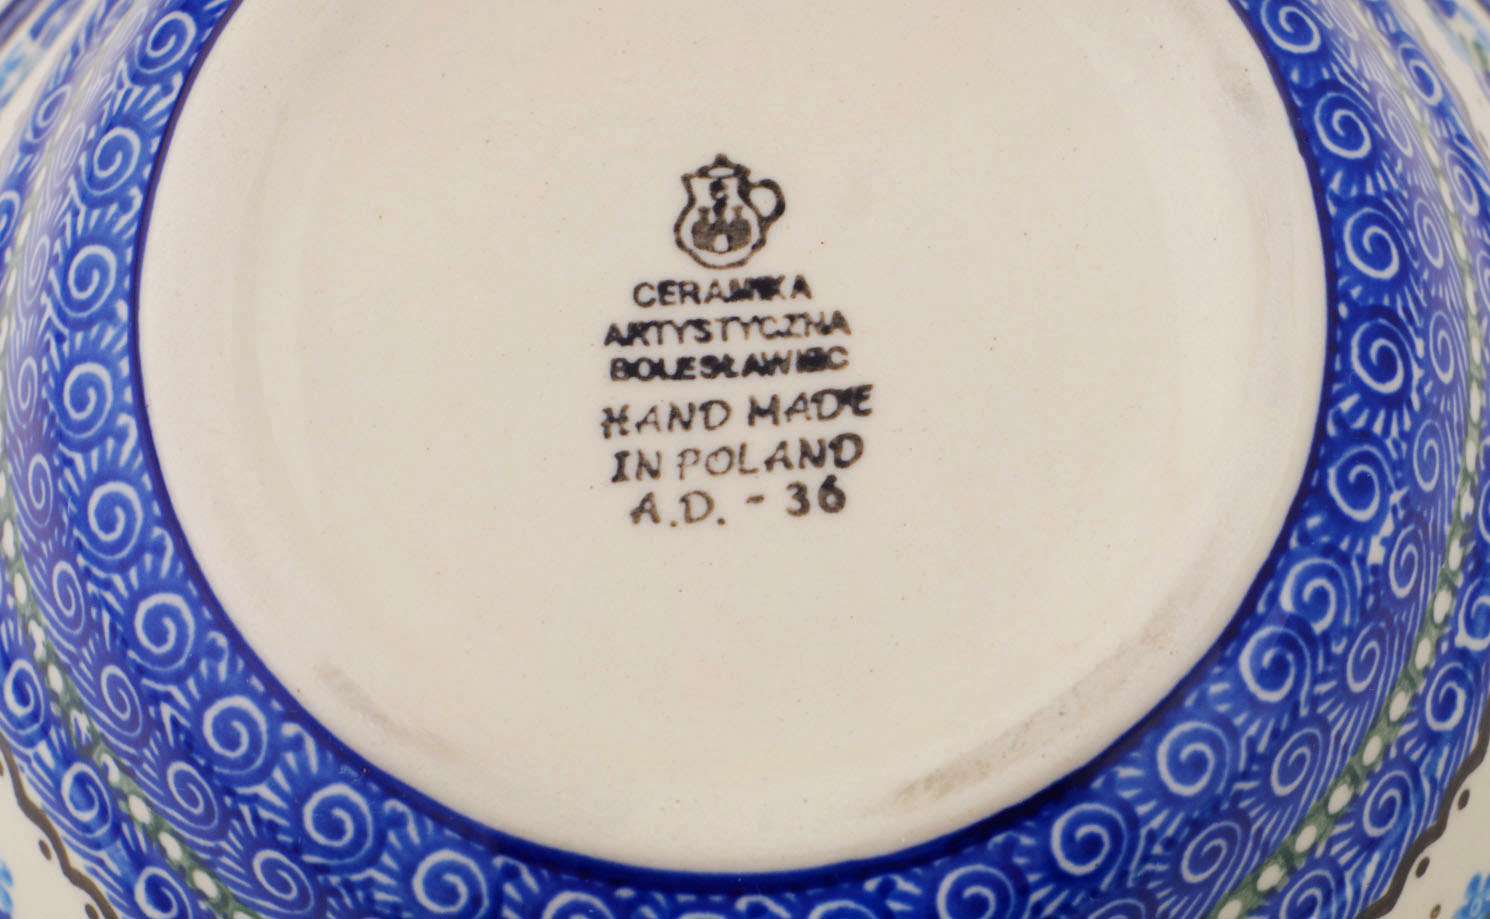 CERAMIKA
ARTYSTYCZNA
BOLESŁAWIEC
HAND MADE
IN POLAND
A.D. - 36